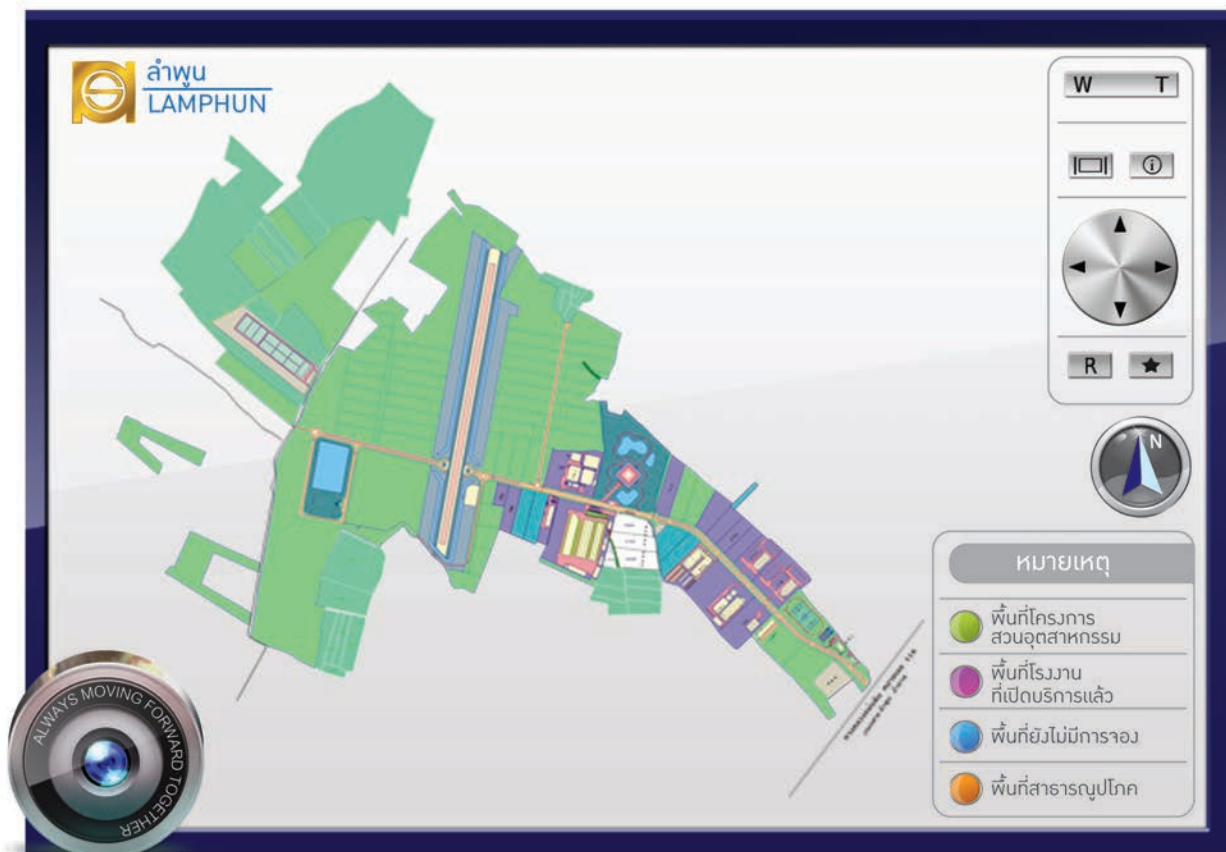 ลำพูน
LAMPHUN
W T
R
N
หมายเหตุ
พื้นที่โครงการ
สวนอุตสาหกรรม
พื้นที่โรงงาน
ที่เปิดบริการแล้ว
พื้นที่ยังไม่มีการจอง
พื้นที่สาธารณูปโภค
ALWAYS MOVING FORWARD TOGETHER